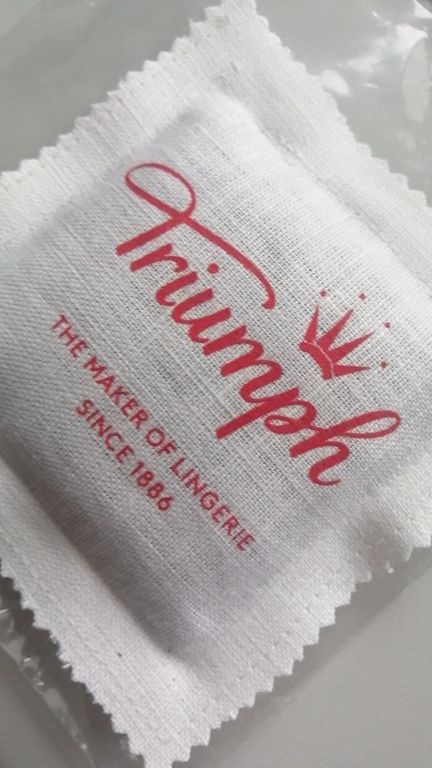 Triumph
THE MAKER OF LINGERIE
SINCE 1886